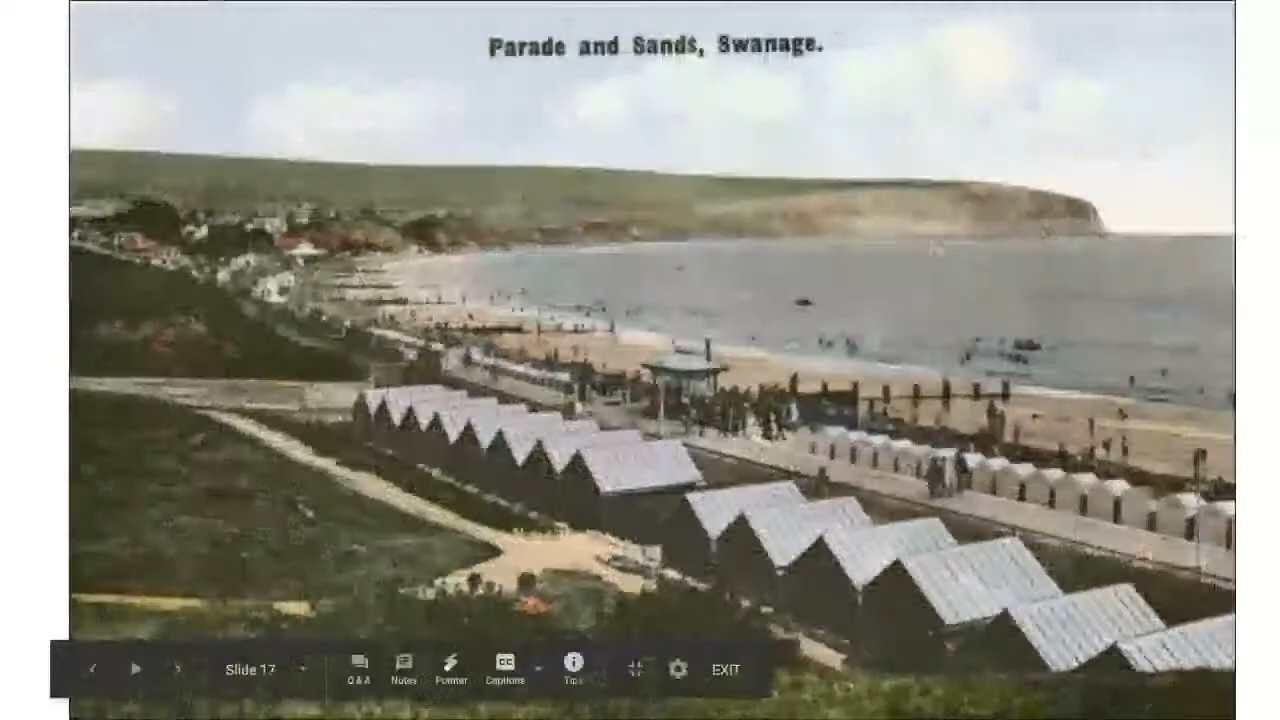 Parade and Sands, Swanage.
Slide 17
Q & A
Notes
Pointer
Captions
Tips
EXIT